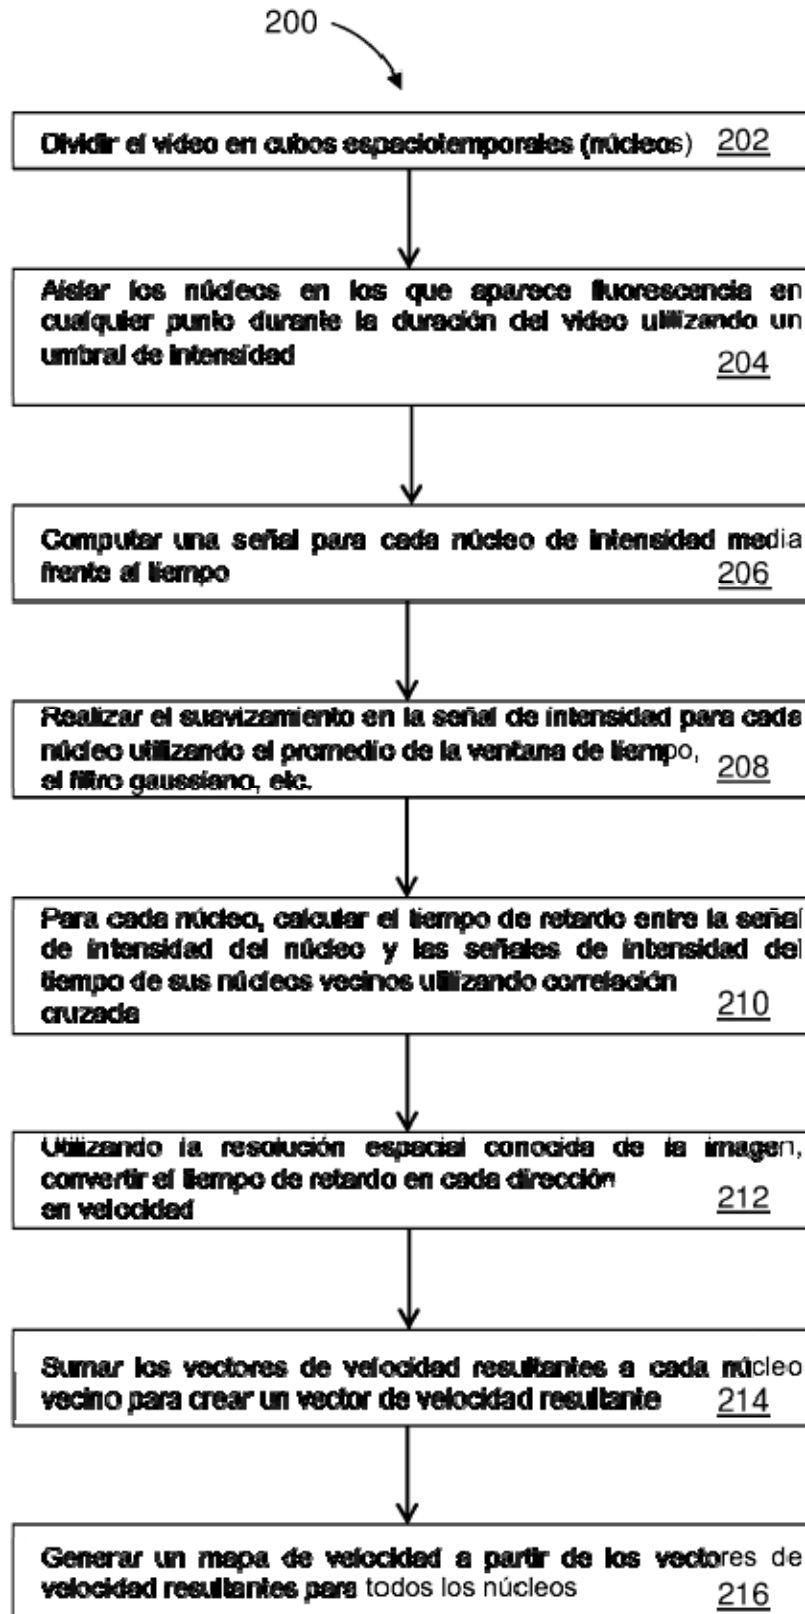 200
Dividir el video en cubos espaciotemporales (núcleos) 202
Aislar los núcleos en los que aparece fluorescencia en
cualquier punto durante la duración del video utilizando un
umbral de intensidad 204
Computar una señal para cada núcleo de intensidad media
frente al tiempo 206
Realizar el suavizamiento en la señal de intensidad para cada
núcleo utilizando el promedio de la ventana de tiempo,
el filtro gaussiano, etc. 208
Para cada núcleo, calcular el tiempo de retardo entre la señal
de intensidad del núcleo y las señales de intensidad del
tiempo de sus núcleos vecinos utilizando correlación
cruzada 210
Utilizando la resolución espacial conocida de la imagen,
convertir el tiempo de retardo en cada dirección
en velocidad 212
Sumar los vectores de velocidad resultantes a cada núcleo
vecino para crear un vector de velocidad resultante 214
Generar un mapa de velocidad a partir de los vectores de
velocidad resultantes para todos los núcleos 216